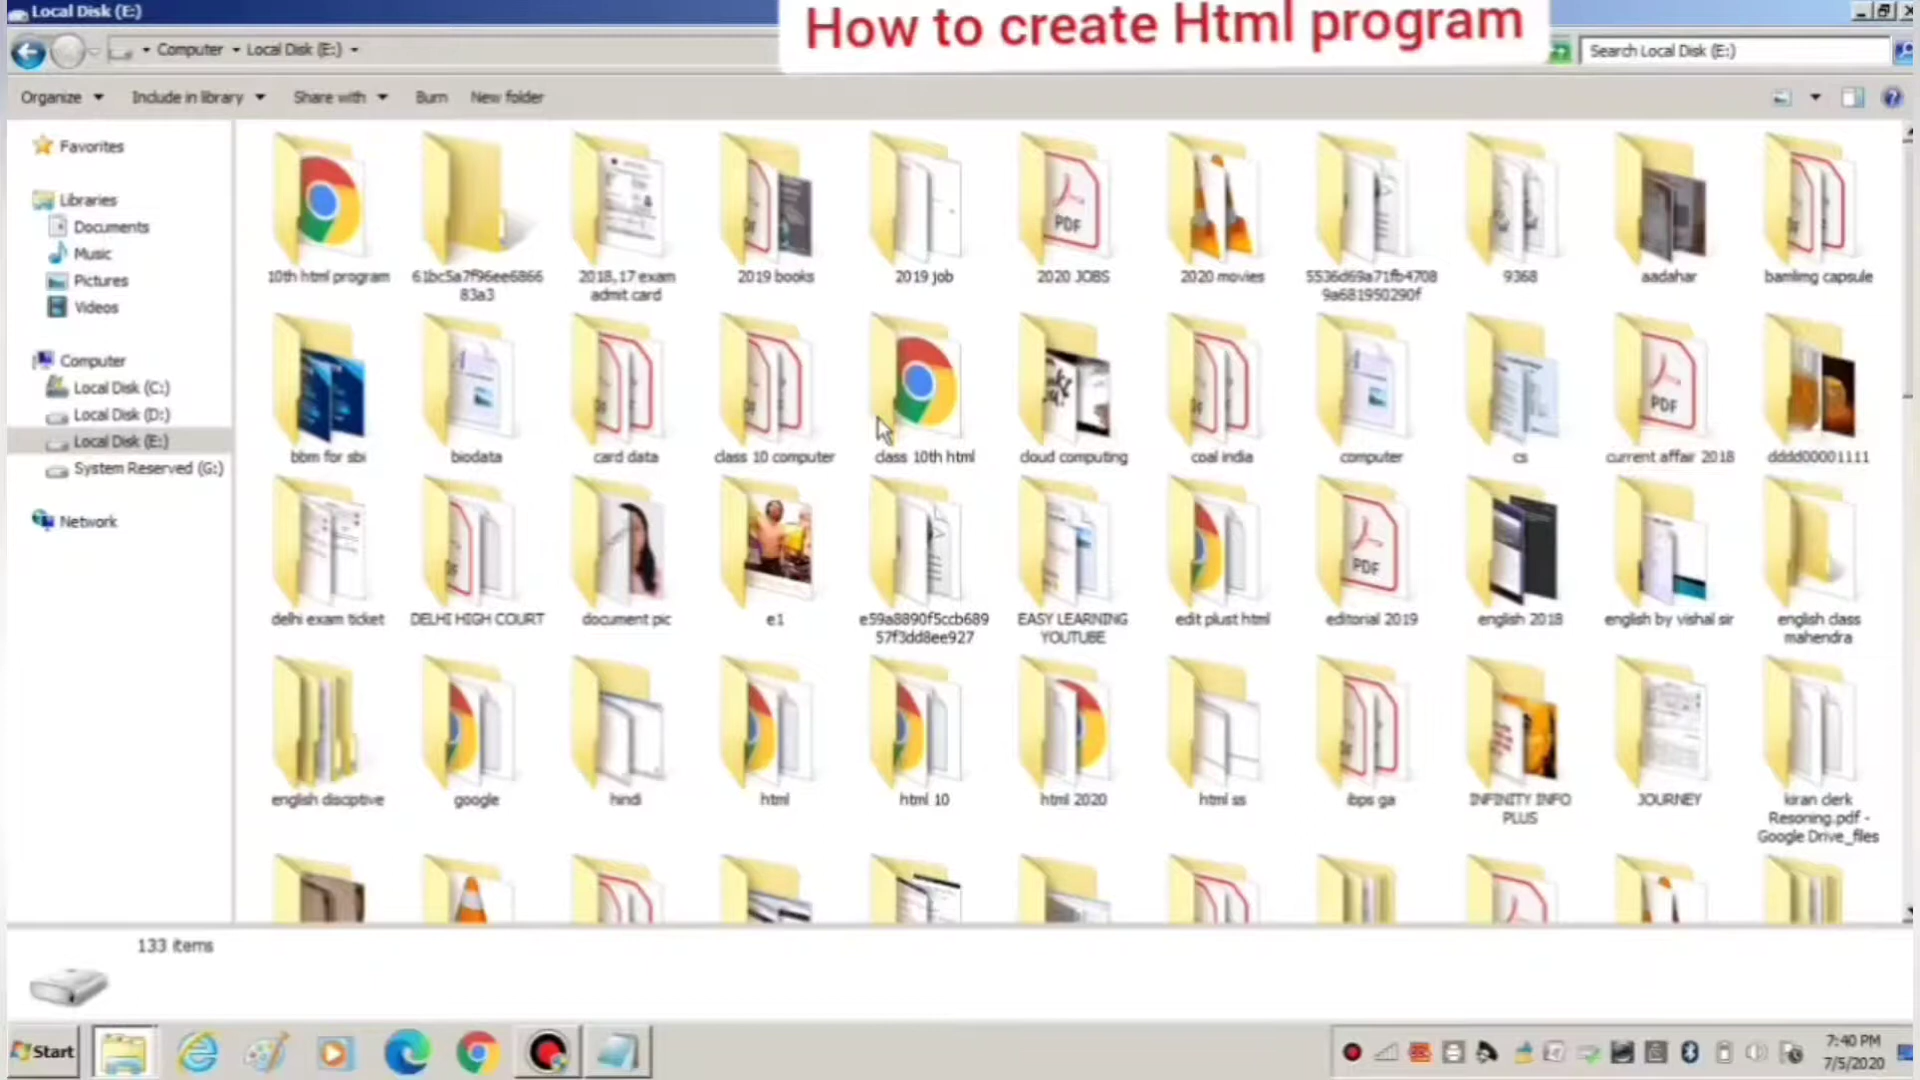 Local Disk (E:)
How to create Html program
Computer
Local Disk (E:)
Search Local Disk (E:)
Organize
Include in library
Share with
Burn
New folder
Favorites
Libraries
Documents
Music
Pictures
Videos
Computer
Local Disk (C:)
Local Disk (D:)
Local Disk (E:)
System Reserved (G:)
Network
10th html program
61bc5a7f96ee6866
83a3
2018,17 exam
admit card
2019 books
2019 job
2020 JOBS
2020 movies
5536d69a71fb4708
9a681950290f
9368
aadahar
bamlimg capsule
bbm for sbi
biodata
card data
class 10 computer
class 10th html
cloud computing
coal india
computer
cs
current affair 2018
dddd00001111
delhi exam ticket
DELHI HIGH COURT
document pic
e1
e59a8890f5ccb689
57f3dd8ee927
EASY LEARNING
YOUTUBE
edit plust html
editorial 2019
english 2018
english by vishal sir
english class
mahendra
english disciptive
google
hindi
html
html 10
html 2020
html ss
ibps ga
INFINITY INFO
PLUS
JOURNEY
kiran clerk
Resoning.pdf -
Google Drive_files
PDF
PDF
PDF
133 items
Start
7:40 PM
7/5/2020